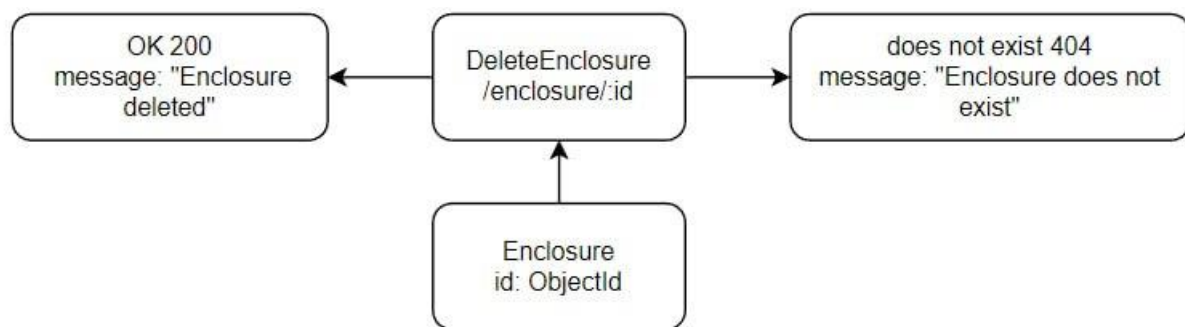 OK 200
message: "Enclosure
deleted"
DeleteEnclosure
/enclosure/:id
does not exist 404
message: "Enclosure does not
exist"
Enclosure
id: ObjectId